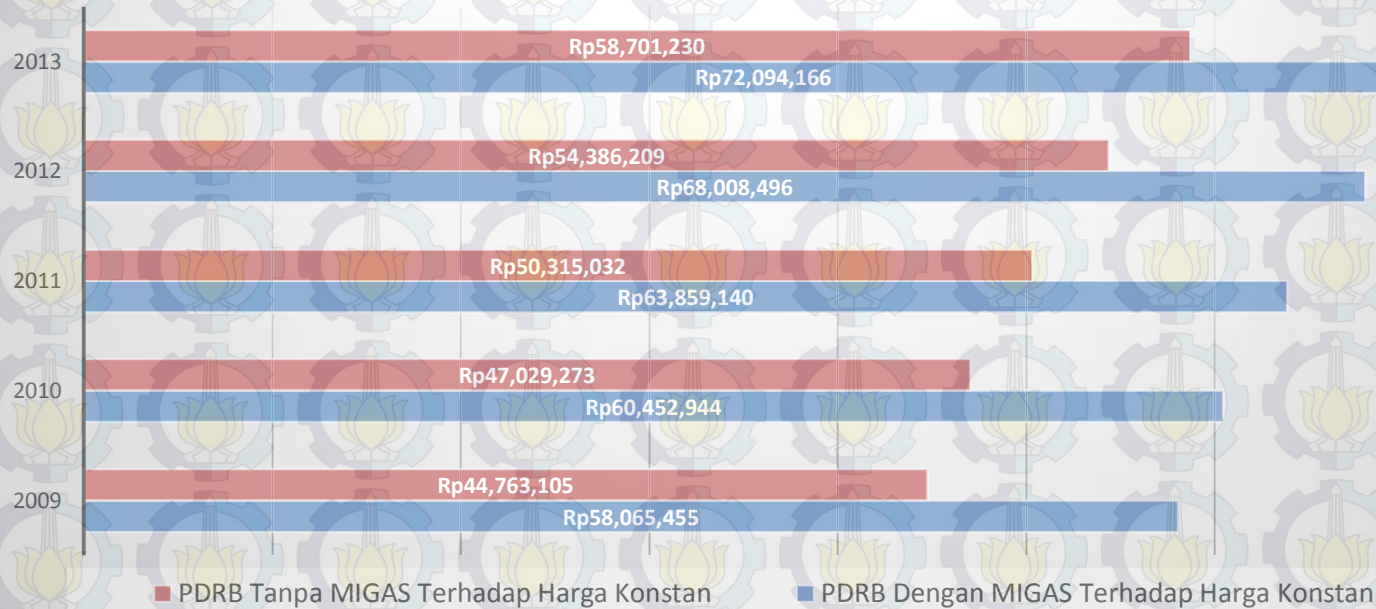 2013
Rp58,701,230
Rp72,094,166
2012
Rp54,386,209
Rp68,008,496
2011
Rp50,315,032
Rp63,859,140
2010
Rp47,029,273
Rp60,452,944
2009
Rp44,763,105
Rp58,065,455
PDRB Tanpa MIGAS Terhadap Harga Konstan PDRB Dengan MIGAS Terhadap Harga Konstan